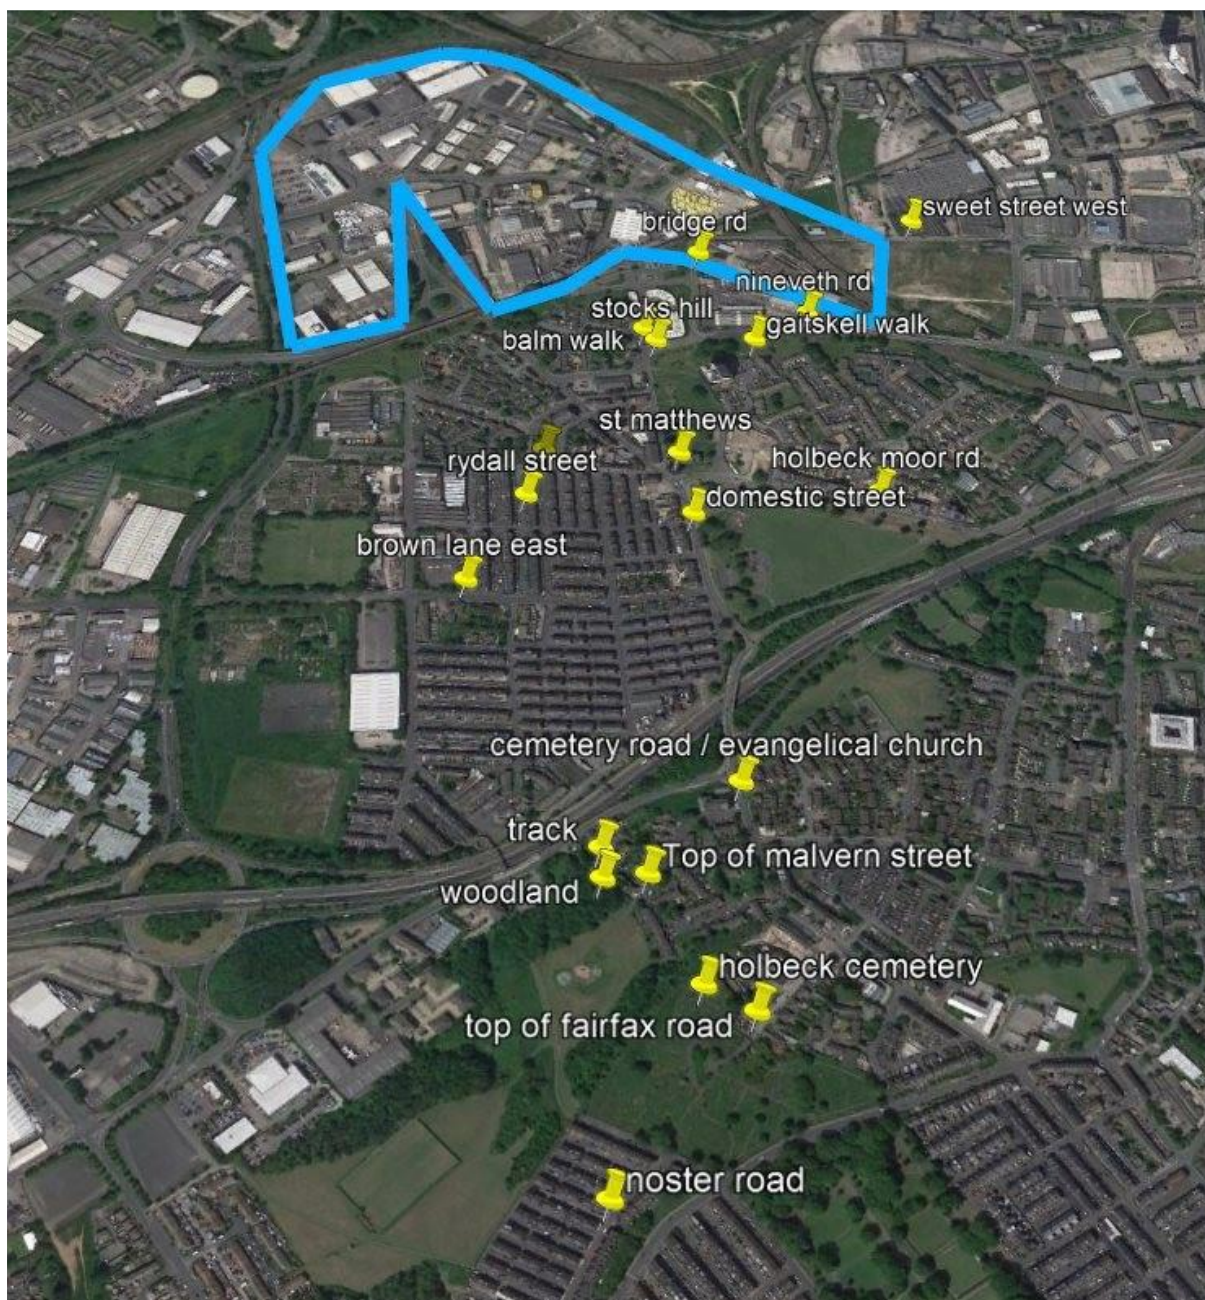 sweet street west
bridge rd
nineveth rd
stocks hill
gaitskell walk
balm walk
st matthews
holbeck moor rd
rydall street
domestic street
brown lane east
cemetery road / evangelical church
track
Top of malvern street
woodland
holbeck cemetery
top of fairfax road
noster road